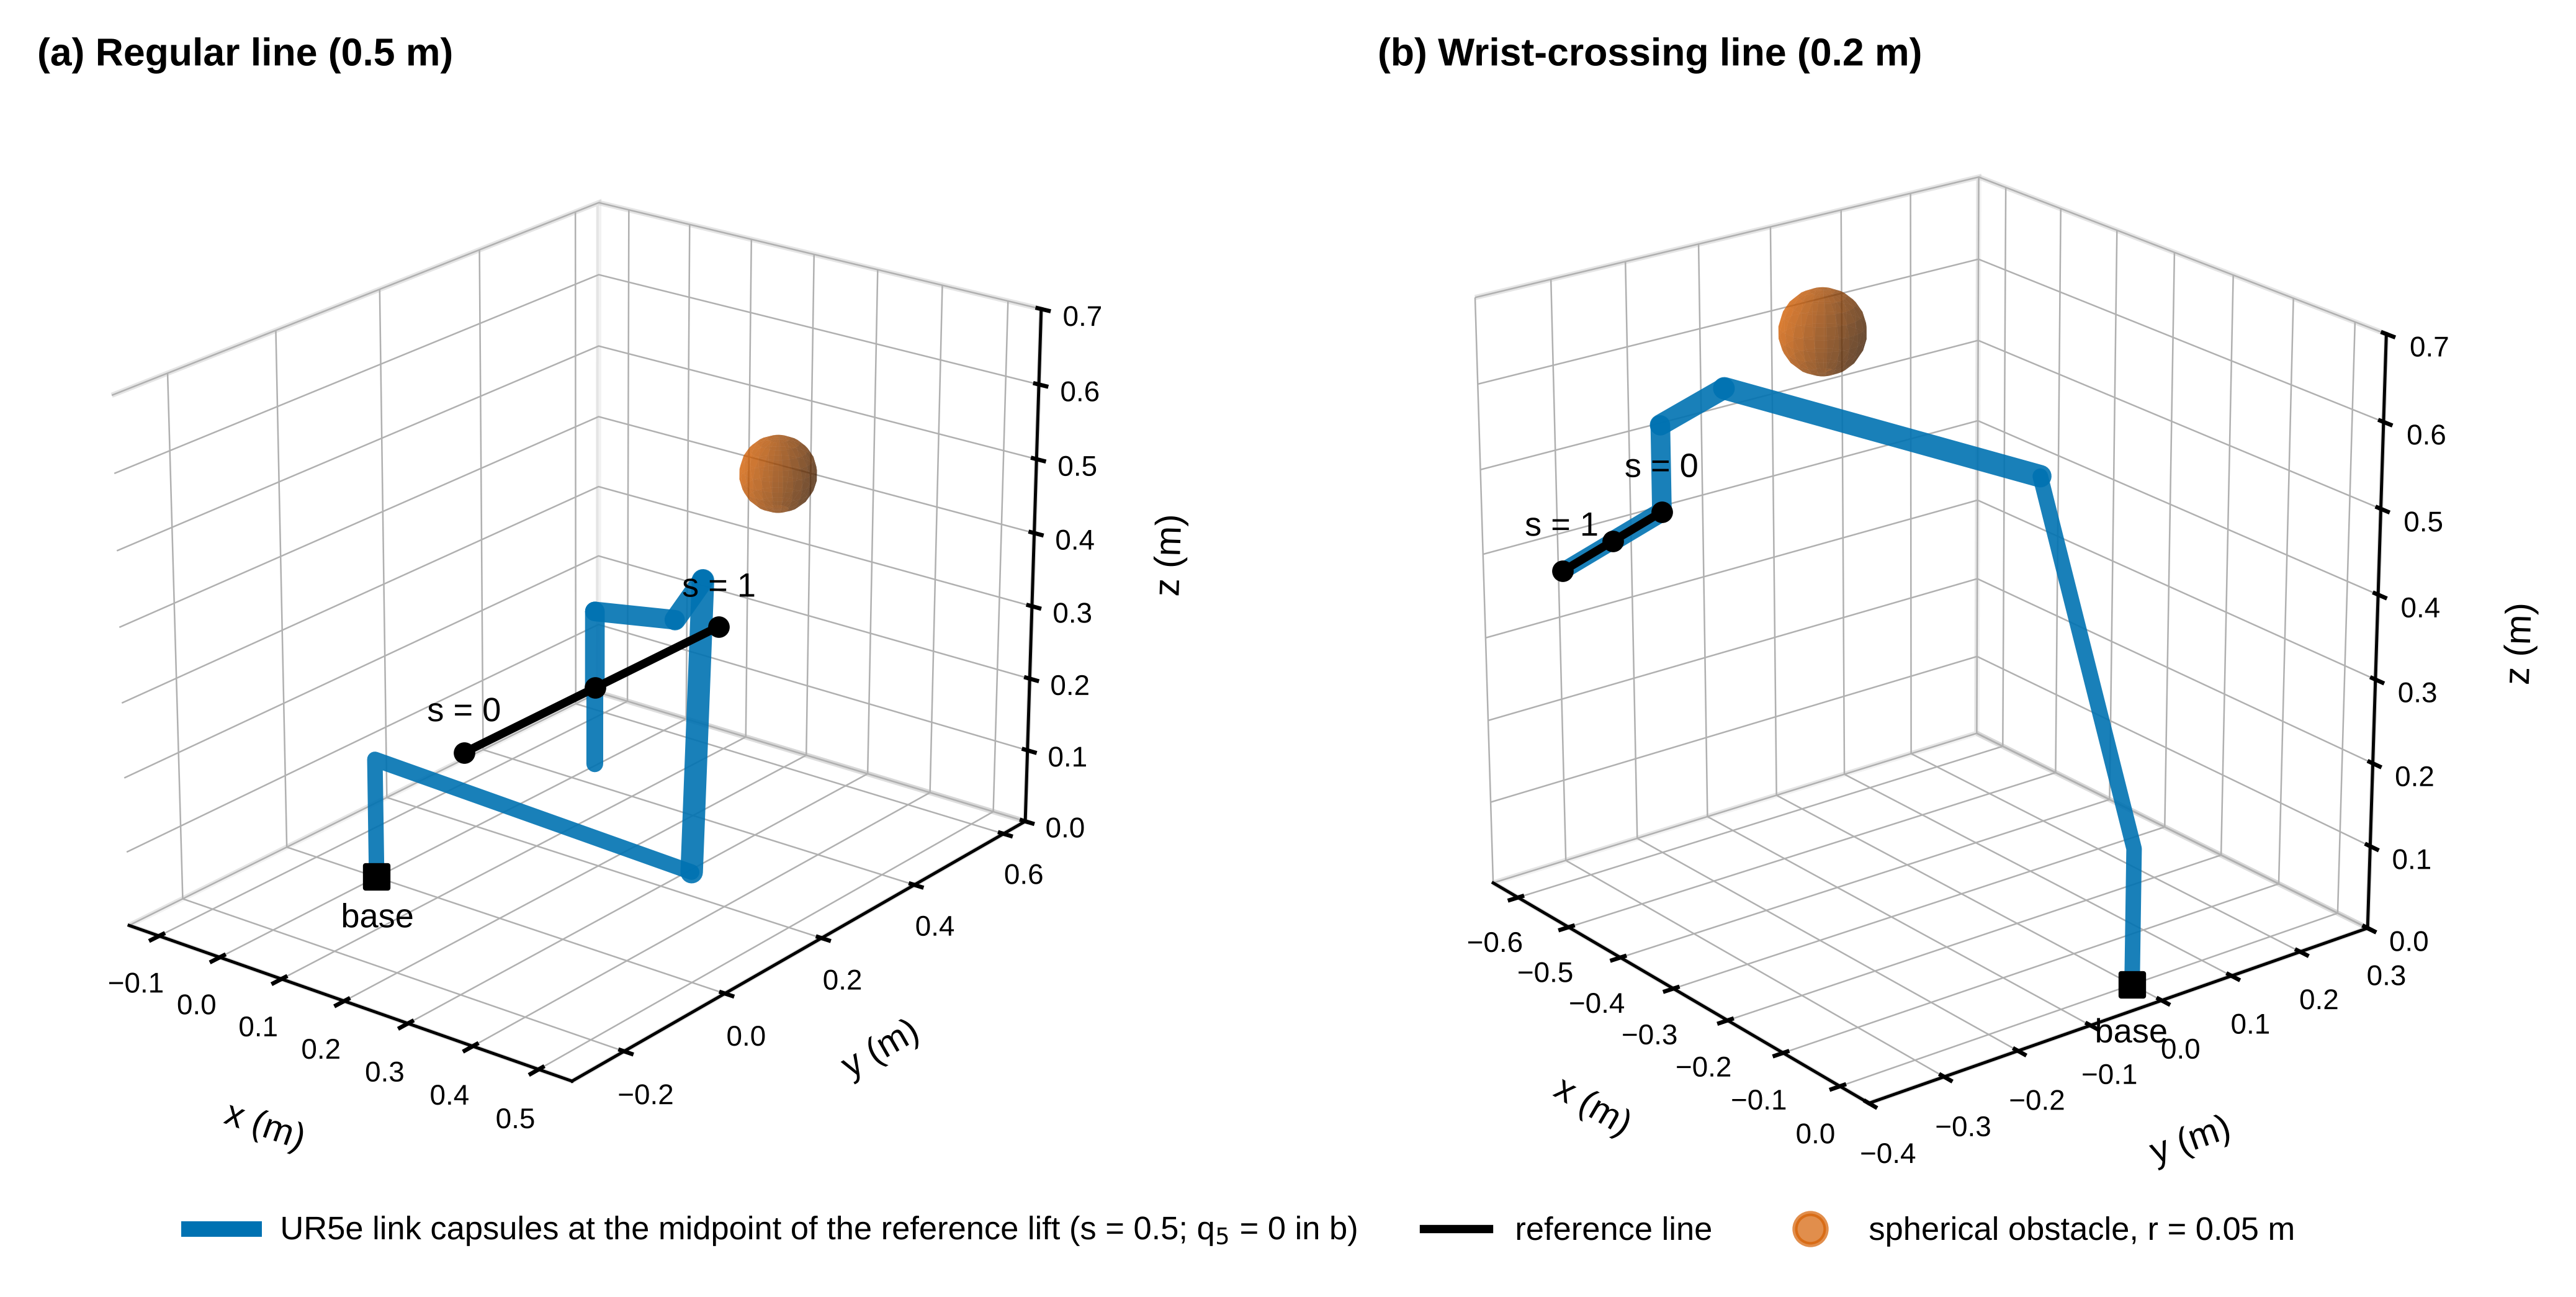 (a) Regular line (0.5 m)
0.7
0.6
0.5
0.4
0.3
0.2
0.1
0.0
z (m)
s = 1
s = 0
base
−0.1
0.0
0.1
0.2
0.3
0.4
0.5
x (m)
−0.2
0.0
0.2
0.4
0.6
y (m)
(b) Wrist-crossing line (0.2 m)
0.7
0.6
0.5
0.4
0.3
0.2
0.1
0.0
z (m)
s = 0
s = 1
base
−0.6
−0.5
−0.4
−0.3
−0.2
−0.1
0.0
x (m)
−0.4
−0.3
−0.2
−0.1
0.0
0.1
0.2
0.3
y (m)
UR5e link capsules at the midpoint of the reference lift (s = 0.5; q₅ = 0 in b)
reference line
spherical obstacle, r = 0.05 m